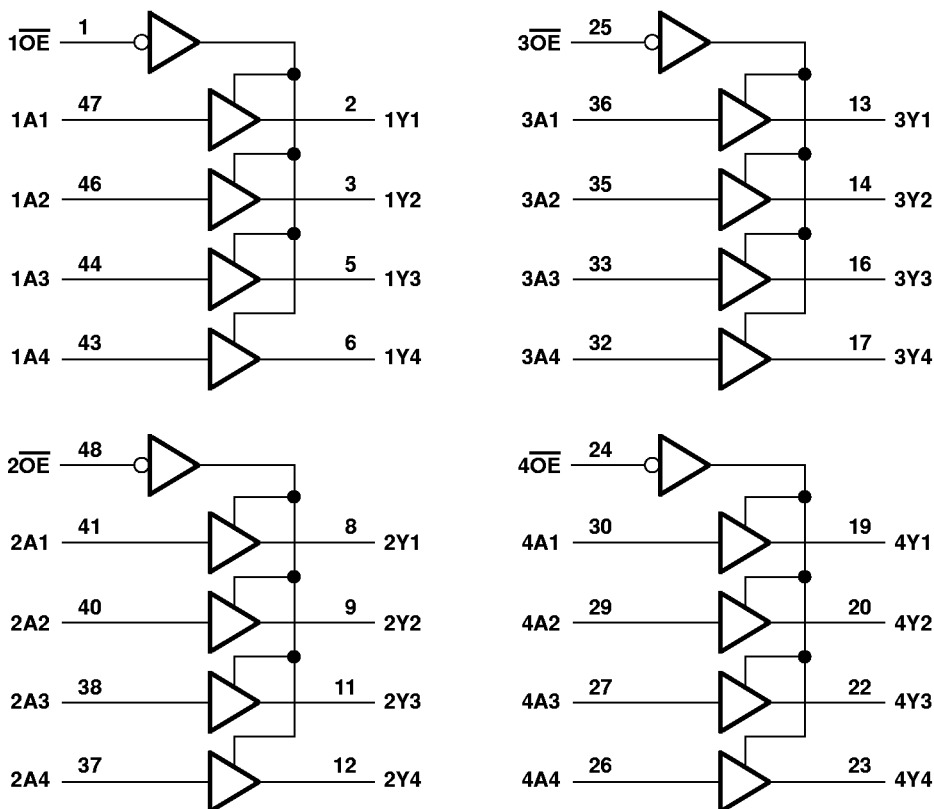 1OE 1
1A1 47 2 1Y1
1A2 46 3 1Y2
1A3 44 5 1Y3
1A4 43 6 1Y4
3OE 25
3A1 36 13 3Y1
3A2 35 14 3Y2
3A3 33 16 3Y3
3A4 32 17 3Y4
2OE 48
2A1 41 8 2Y1
2A2 40 9 2Y2
2A3 38 11 2Y3
2A4 37 12 2Y4
4OE 24
4A1 30 19 4Y1
4A2 29 20 4Y2
4A3 27 22 4Y3
4A4 26 23 4Y4